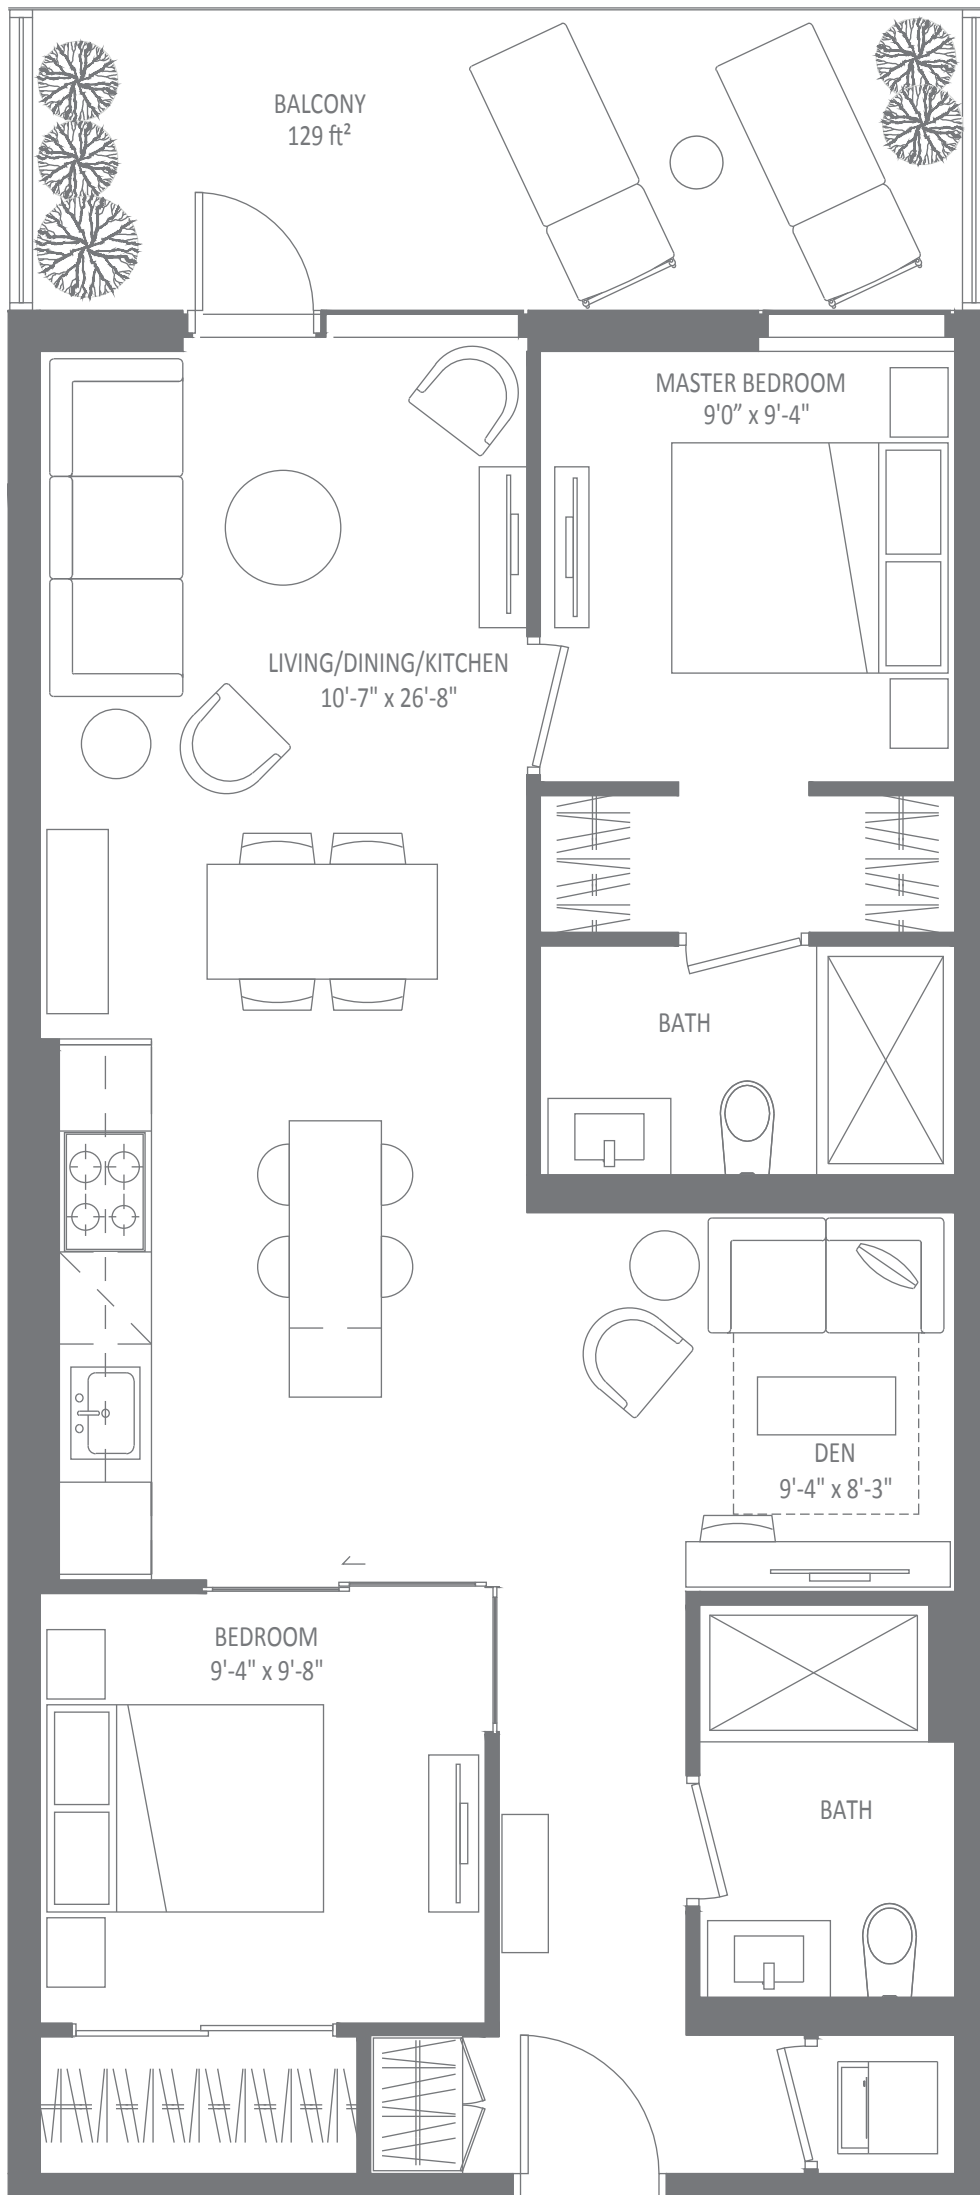 BALCONY
129 ft²
MASTER BEDROOM
9'0” x 9'-4"
LIVING/DINING/KITCHEN
10'-7" x 26'-8"
BATH
DEN
9'-4" x 8'-3"
BEDROOM
9'-4" x 9'-8"
BATH